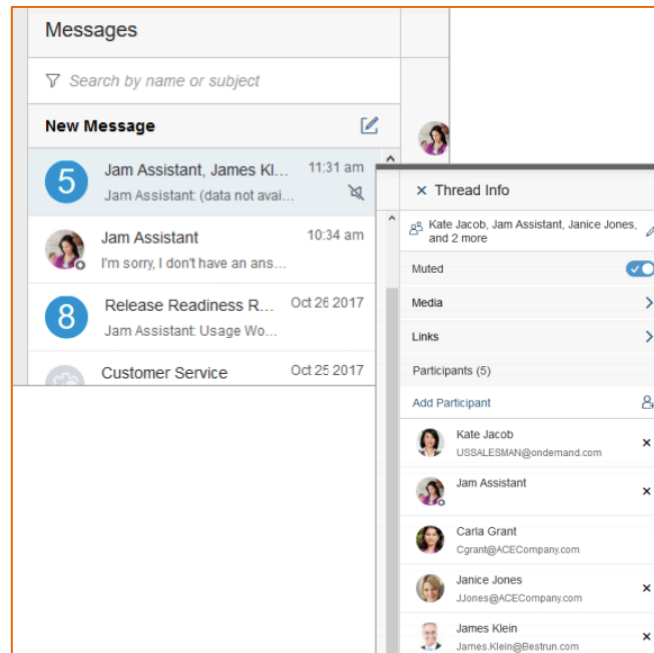 Messages
Search by name or subject
New Message
5
Jam Assistant, James Kl...
11:31 am
Jam Assistant: (data not avai...
Jam Assistant
10:34 am
I'm sorry, I don't have an ans...
8
Release Readiness R...
Oct 26 2017
Jam Assistant: Usage Wo...
Customer Service
Oct 25 2017
× Thread Info
Kate Jacob, Jam Assistant, Janice Jones,
and 2 more
Muted
Media
Links
Participants (5)
Add Participant
Kate Jacob
USSALESMAN@ondemand.com
Jam Assistant
Carla Grant
Cgrant@ACECompany.com
Janice Jones
JJones@ACECompany.com
James Klein
James.Klein@Bestrun.com